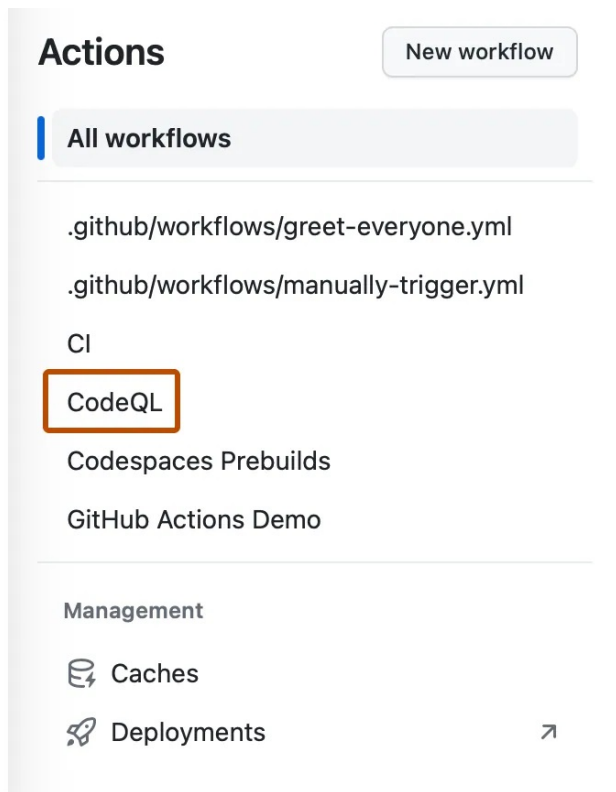 Actions
New workflow
All workflows
.github/workflows/greet-everyone.yml
.github/workflows/manually-trigger.yml
CI
CodeQL
Codespaces Prebuilds
GitHub Actions Demo
Management
Caches
Deployments